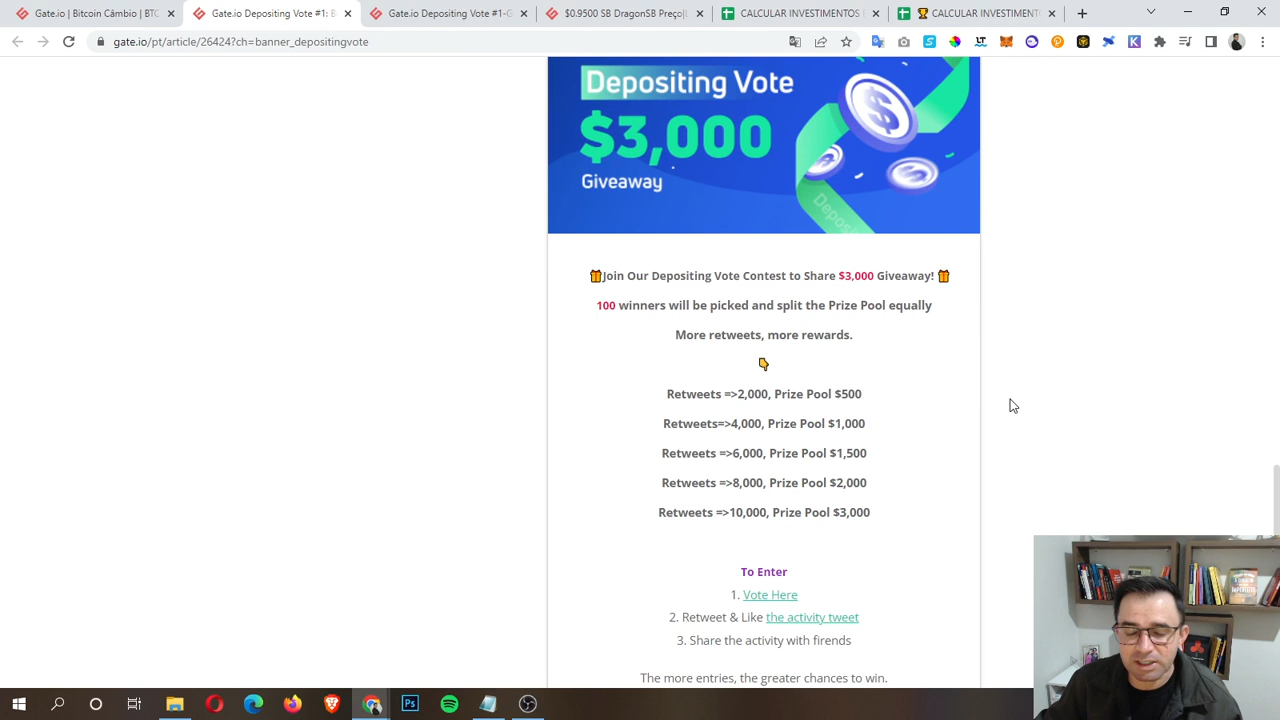 Gate.io | Bitcoin Câmbio | BTC
Gate.io Depositing Vote #1: B
Gate.io Depositing Vote #1-G
$0.9500 SB DragmSB Preço|L
CALCULAR INVESTIMENTOS
🏆 CALCULAR INVESTIMENT
gate.io/pt/article/26424?ch=banner_depositingvote
Depositing Vote
$3,000
Giveaway
🎁Join Our Depositing Vote Contest to Share $3,000 Giveaway! 🎁
100 winners will be picked and split the Prize Pool equally
More retweets, more rewards.
👇
Retweets =>2,000, Prize Pool $500
Retweets=>4,000, Prize Pool $1,000
Retweets =>6,000, Prize Pool $1,500
Retweets =>8,000, Prize Pool $2,000
Retweets =>10,000, Prize Pool $3,000
To Enter
1. Vote Here
2. Retweet & Like the activity tweet
3. Share the activity with firends
The more entries, the greater chances to win.